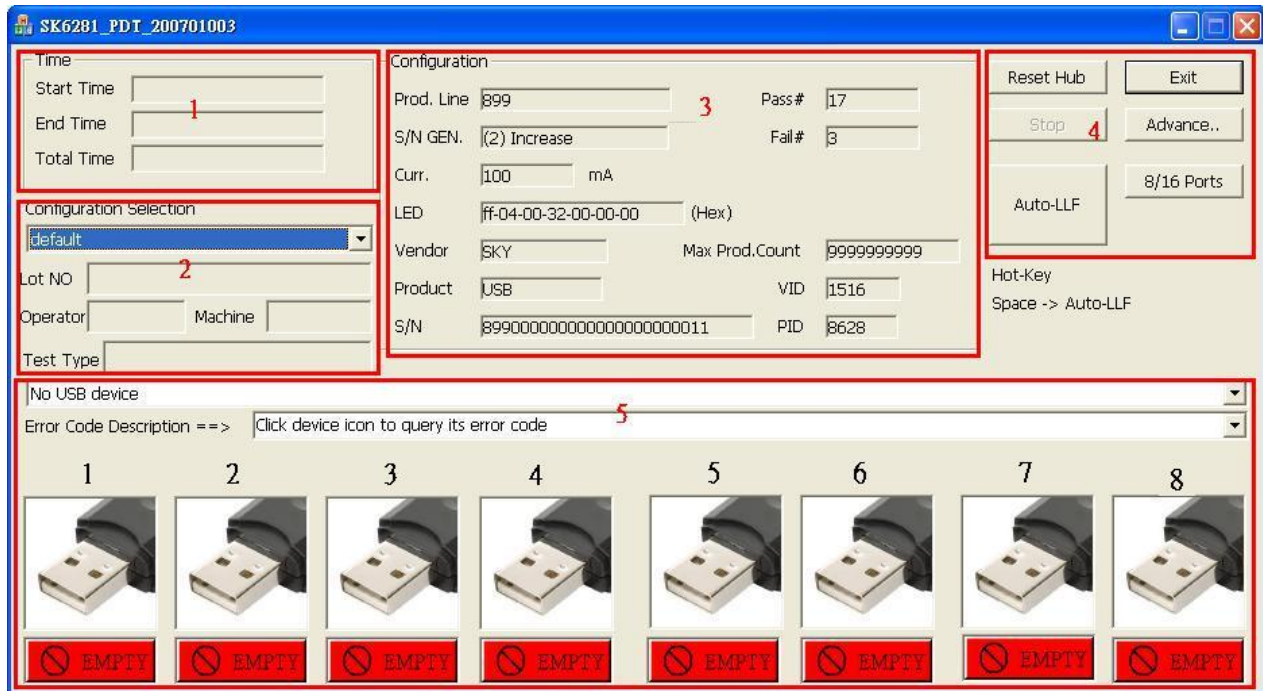 SK6281_PDT_200701003
Time
Start Time
End Time
Total Time
1
Configuration Selection
default
2
Lot NO
Operator Machine
Test Type
Configuration
3
Prod. Line 899 Pass# 17
S/N GEN. (2) Increase Fail# 3
Curr. 100 mA
LED ff-04-00-32-00-00-00 (Hex)
Vendor SKY Max Prod.Count 9999999999
Product USB VID 1516
S/N 899000000000000000000011 PID 8628
Reset Hub Exit
Stop 4 Advance..
Auto-LLF 8/16 Ports
Hot-Key
Space -> Auto-LLF
No USB device
5
Error Code Description ==> Click device icon to query its error code
1 2 3 4 5 6 7 8
EMPTY EMPTY EMPTY EMPTY EMPTY EMPTY EMPTY EMPTY